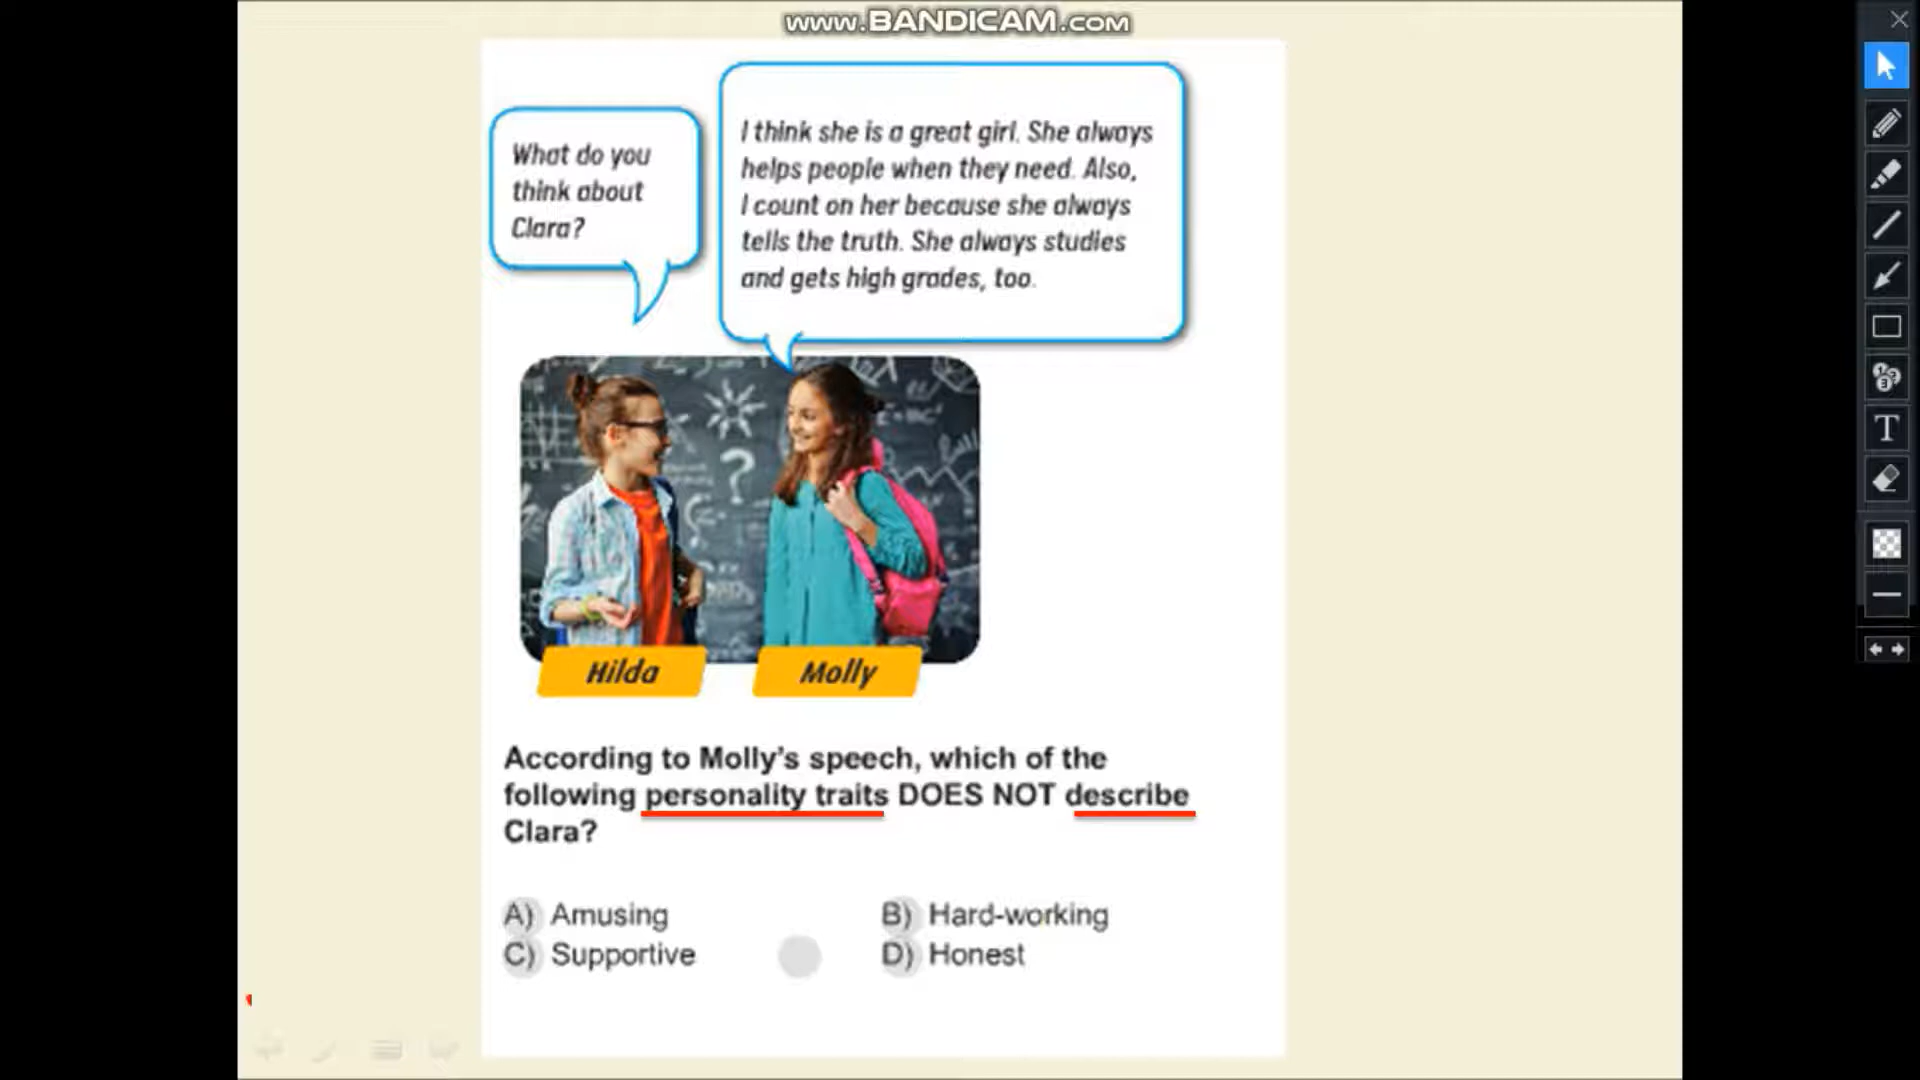 www.BANDICAM.com
What do you
think about
Clara?
I think she is a great girl. She always
helps people when they need. Also,
I count on her because she always
tells the truth. She always studies
and gets high grades, too.
Hilda
Molly
According to Molly's speech, which of the
following personality traits DOES NOT describe
Clara?
A) Amusing
B) Hard-working
C) Supportive
D) Honest